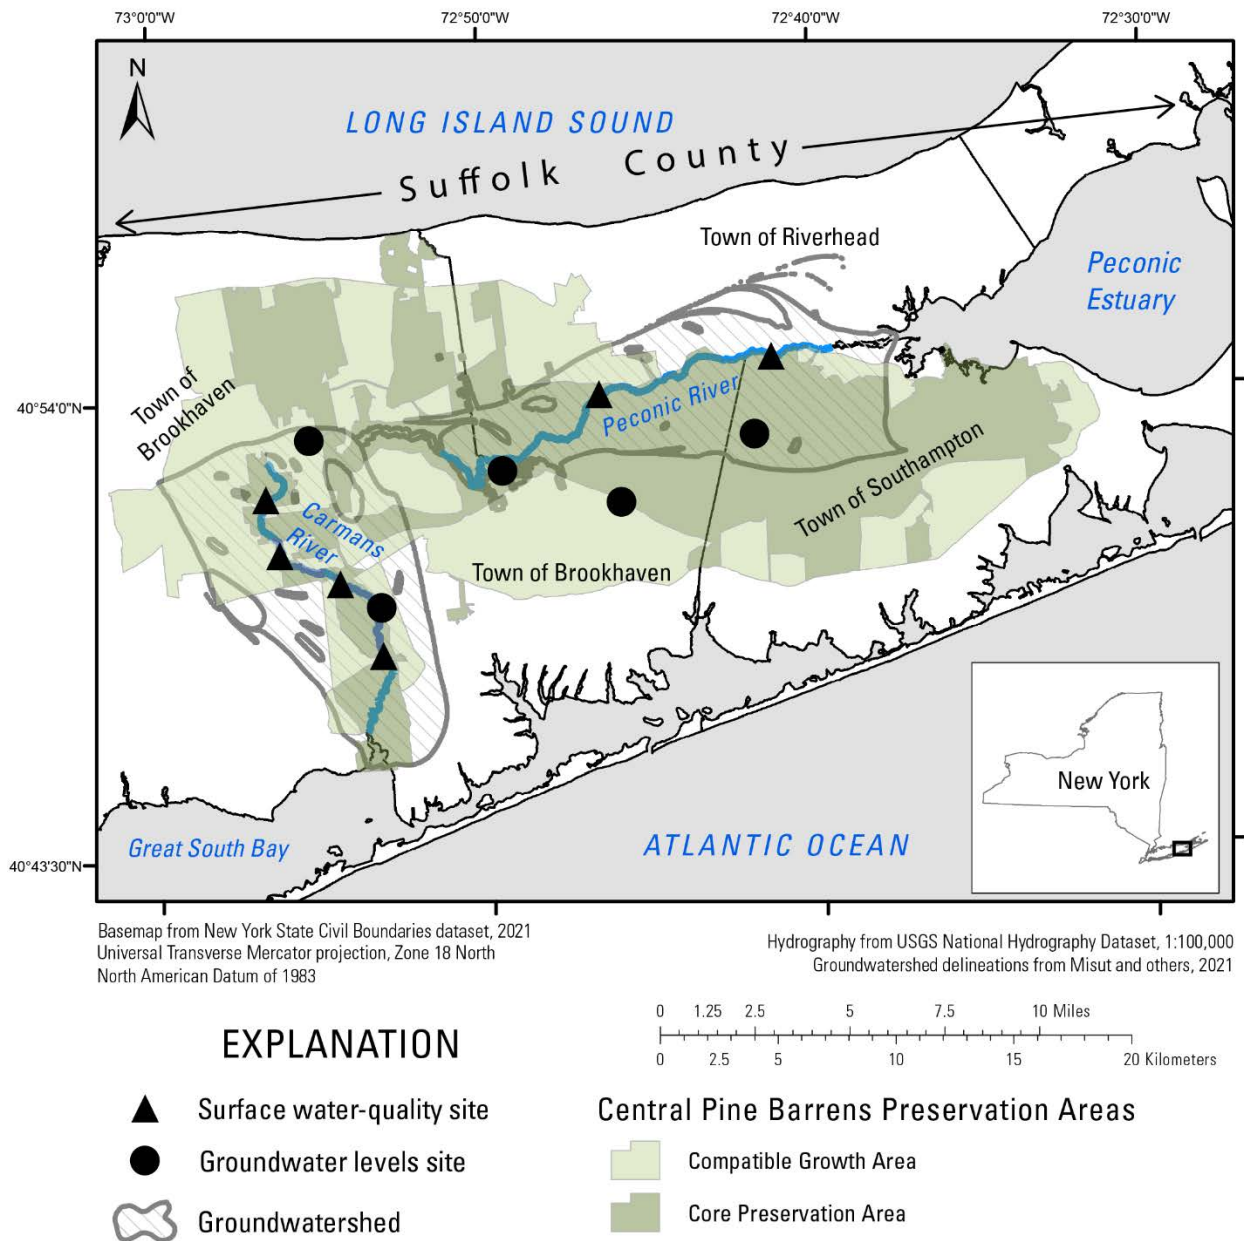 73°0'0"W
72°50'0"W
72°40'0"W
72°30'0"W
N
LONG ISLAND SOUND
Suffolk County
Town of Riverhead
Peconic
Estuary
Town of
Brookhaven
40°54'0"N
Peconic River
Town of Southampton
Carmans
River
Town of Brookhaven
New York
Great South Bay
ATLANTIC OCEAN
40°43'30"N
Basemap from New York State Civil Boundaries dataset, 2021
Universal Transverse Mercator projection, Zone 18 North
North American Datum of 1983
Hydrography from USGS National Hydrography Dataset, 1:100,000
Groundwatershed delineations from Misut and others, 2021
0 1.25 2.5 5 7.5 10 Miles
0 2.5 5 10 15 20 Kilometers
EXPLANATION
Surface water-quality site
Groundwater levels site
Groundwatershed
Central Pine Barrens Preservation Areas
Compatible Growth Area
Core Preservation Area